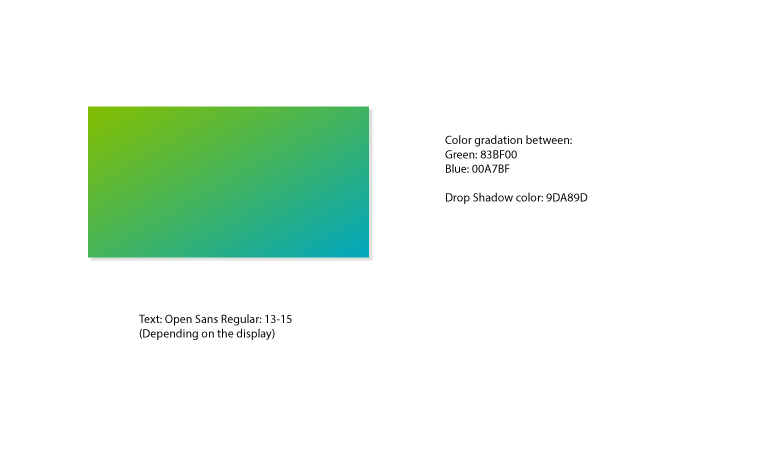 Color gradation between:
Green: 83BF00
Blue: 00A7BF
Drop Shadow color: 9DA89D
Text: Open Sans Regular: 13-15
(Depending on the display)